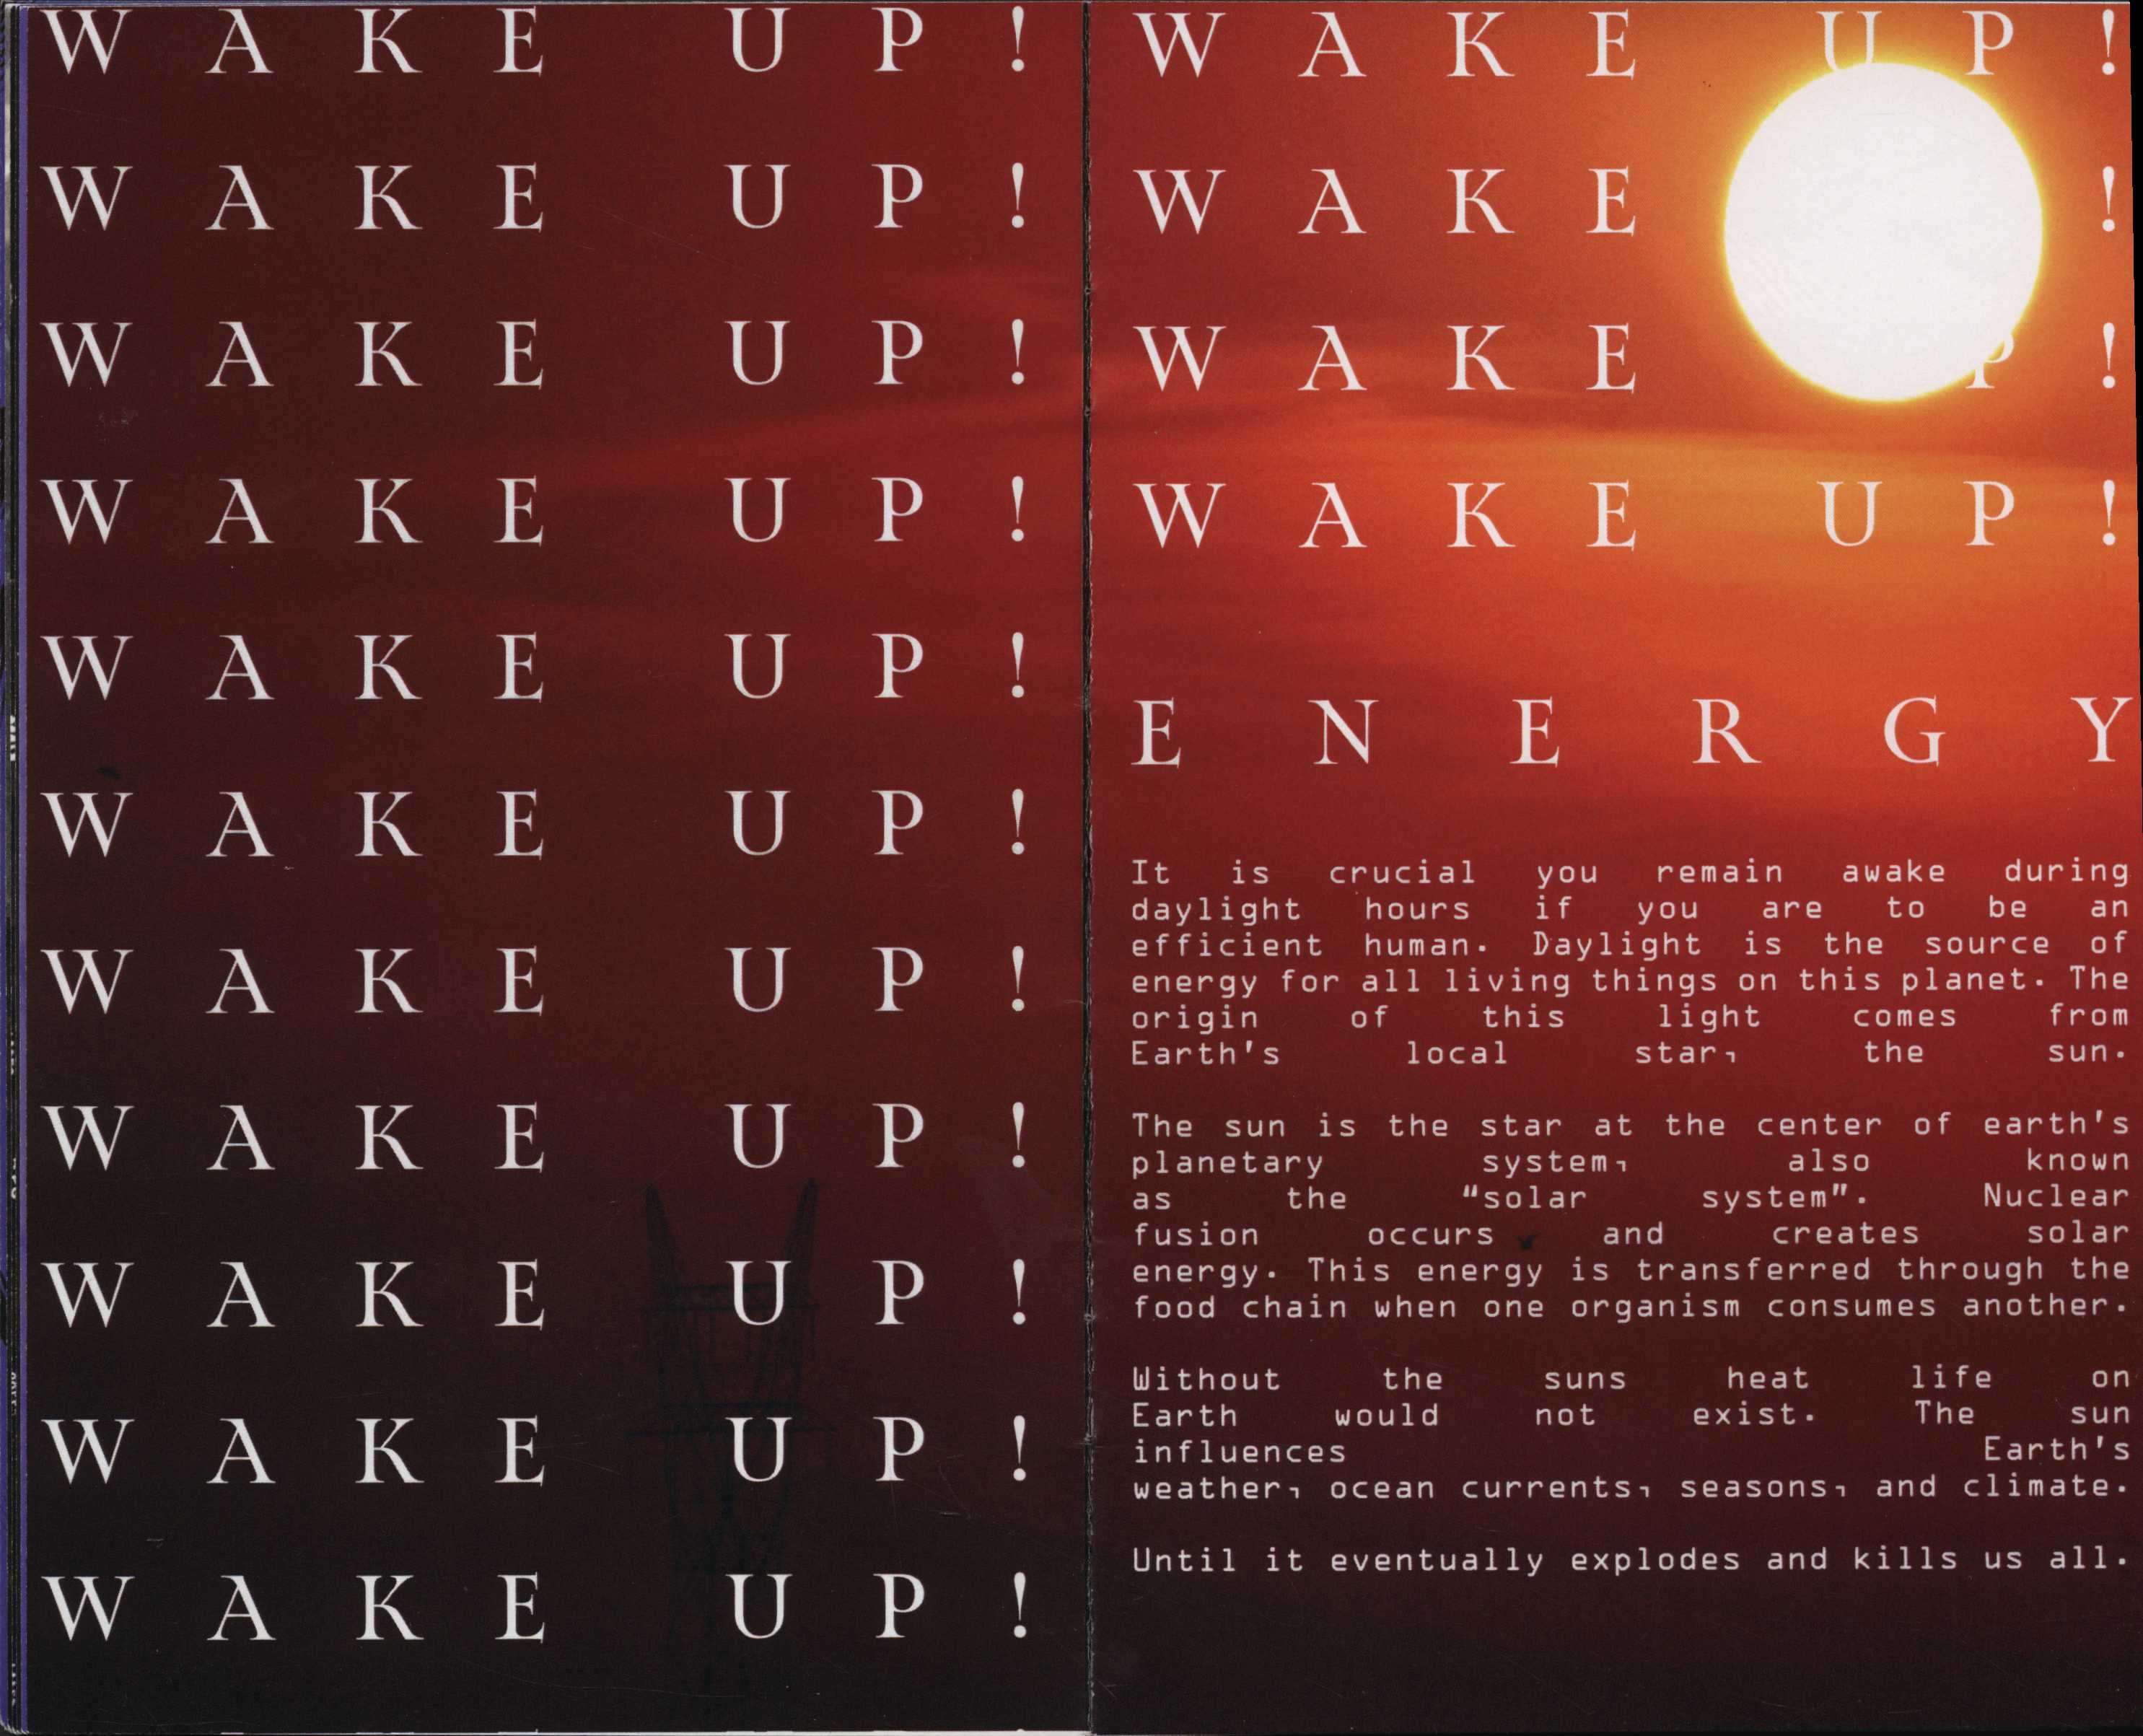 WAKE UP!
WAKE UP!
WAKE UP!
WAKE UP!
WAKE UP!
WAKE UP!
WAKE UP!
WAKE UP!
WAKE UP!
WAKE UP!
WAKE UP!
WAKE UP!
WAKE !
WAKE P!
WAKE UP!
ENERGY
It is crucial you remain awake during
daylight hours if you are to be an
efficient human. Daylight is the source of
energy for all living things on this planet. The
origin of this light comes from
Earth's local star, the sun.
The sun is the star at the center of earth's
planetary system, also known
as the "solar system". Nuclear
fusion occurs and creates solar
energy. This energy is transferred through the
food chain when one organism consumes another.
Without the suns heat life on
Earth would not exist. The sun
influences Earth's
weather, ocean currents, seasons, and climate.
Until it eventually explodes and kills us all.